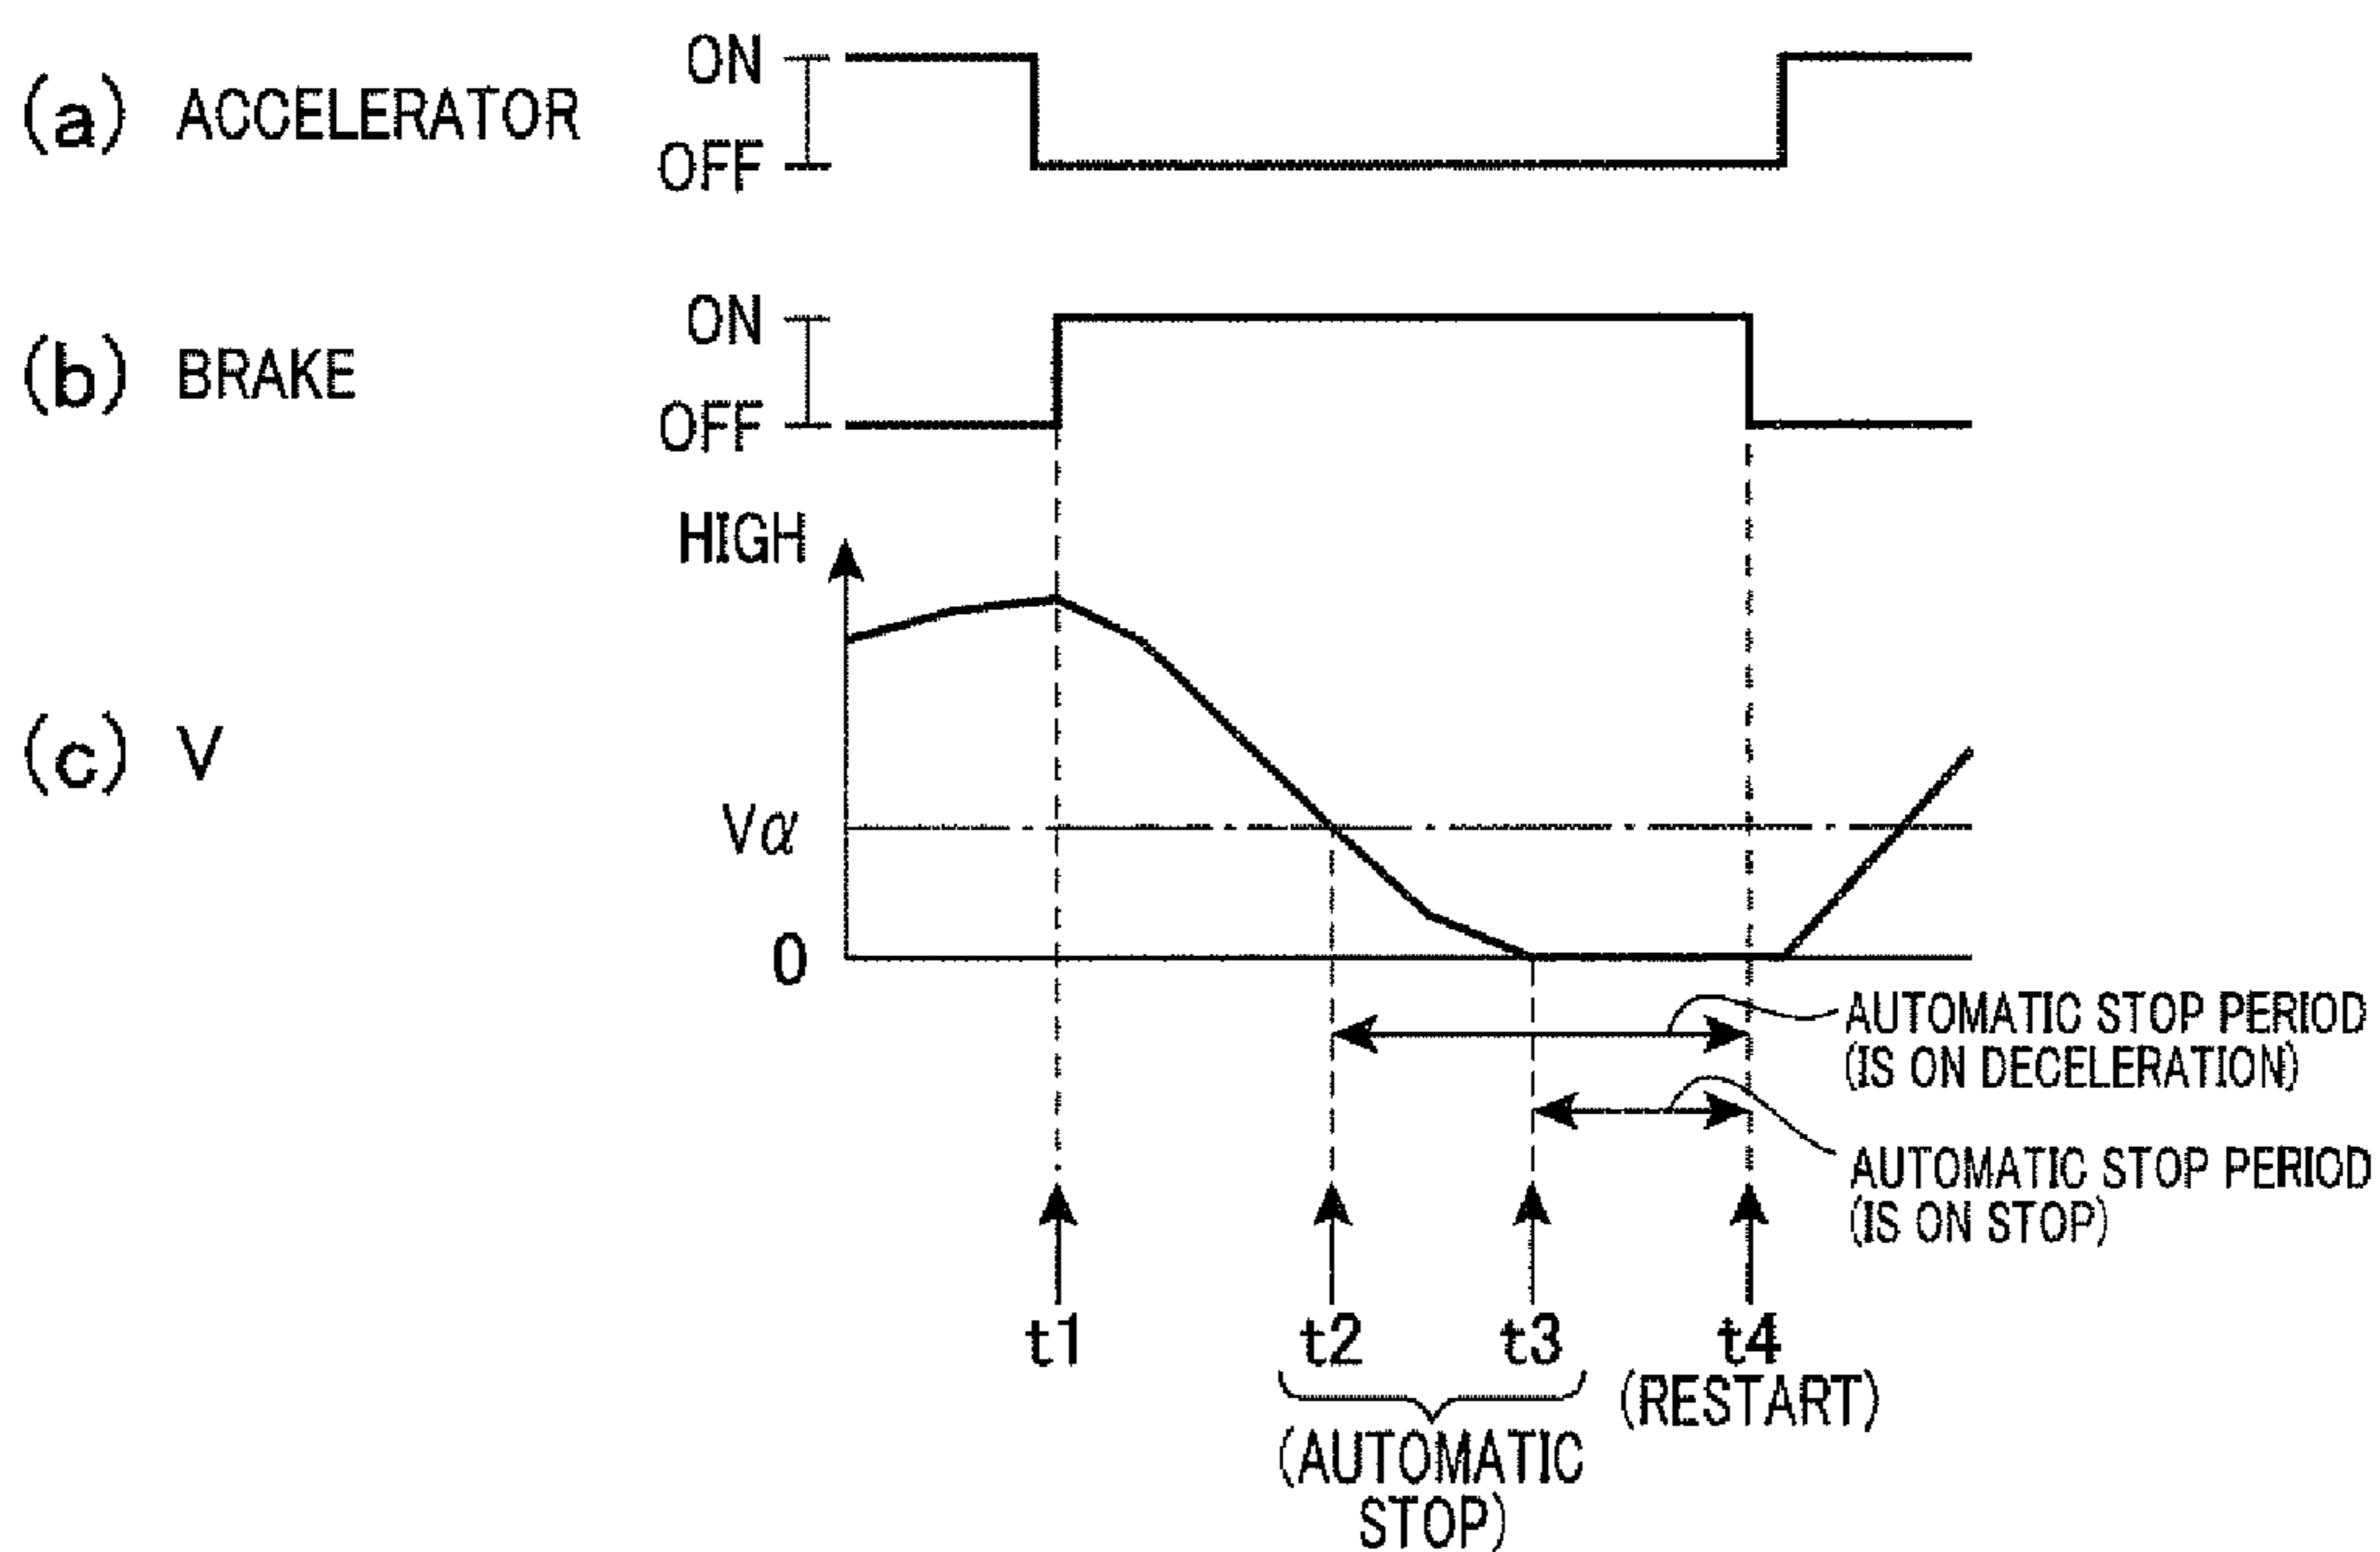 (a) ACCELERATOR
ON
OFF
(b) BRAKE
ON
OFF
(c) V
HIGH
Vα
0
AUTOMATIC STOP PERIOD
(IS ON DECELERATION)
AUTOMATIC STOP PERIOD
(IS ON STOP)
t1
t2
t3
t4
(RESTART)
(AUTOMATIC
STOP)